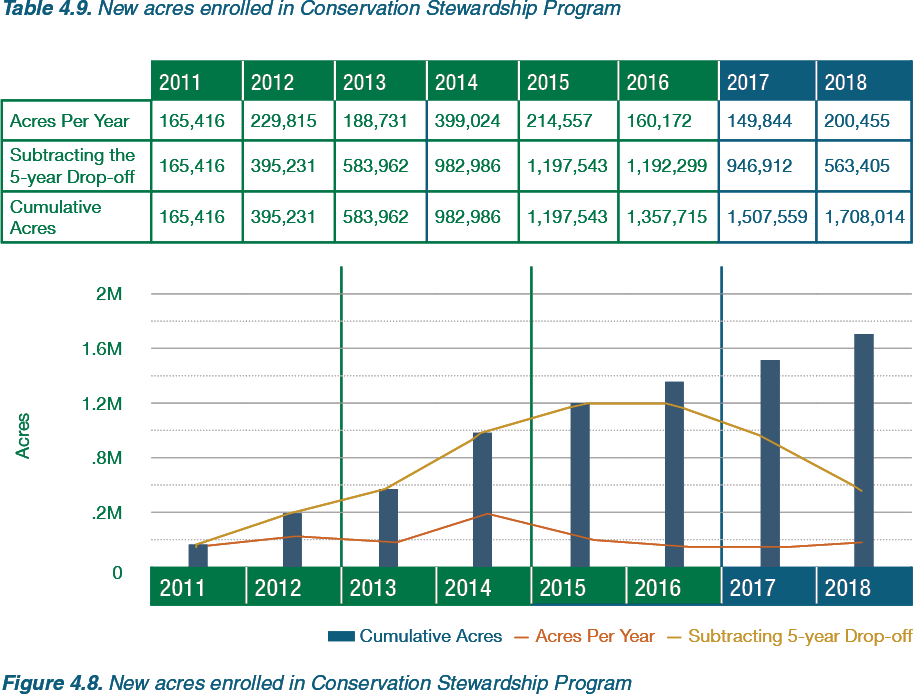 Table 4.9. New acres enrolled in Conservation Stewardship Program
2011 2012 2013 2014 2015 2016 2017 2018
Acres Per Year 165,416 229,815 188,731 399,024 214,557 160,172 149,844 200,455
Subtracting the
5-year Drop-off 165,416 395,231 583,962 982,986 1,197,543 1,192,299 946,912 563,405
Cumulative
Acres 165,416 395,231 583,962 982,986 1,197,543 1,357,715 1,507,559 1,708,014
2M
1.6M
1.2M
.8M
.2M
0
Acres
2011 2012 2013 2014 2015 2016 2017 2018
Cumulative Acres Acres Per Year Subtracting 5-year Drop-off
Figure 4.8. New acres enrolled in Conservation Stewardship Program